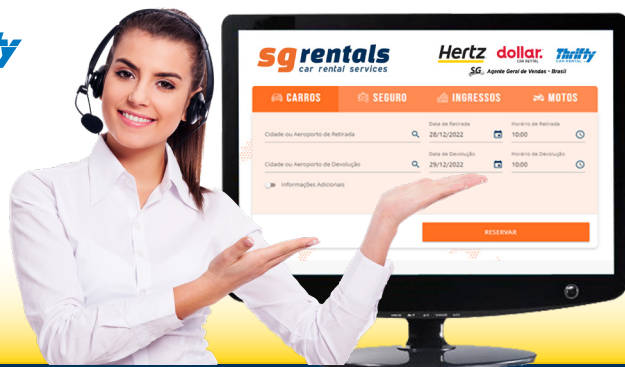 ty
sgrentals
car rental services
Hertz
dollar.
CAR RENTAL
Thrifty
CAR RENTAL
SG Agente Geral de Vendas - Brasil
CARROS
SEGURO
INGRESSOS
MOTOS
Cidade ou Aeroporto de Retirada
Data de Retirada
28/12/2022
Horário de Retirada
10:00
Cidade ou Aeroporto de Devolução
Data de Devolução
29/12/2022
Horário de Devolução
10:00
Informações Adicionais
RESERVAR